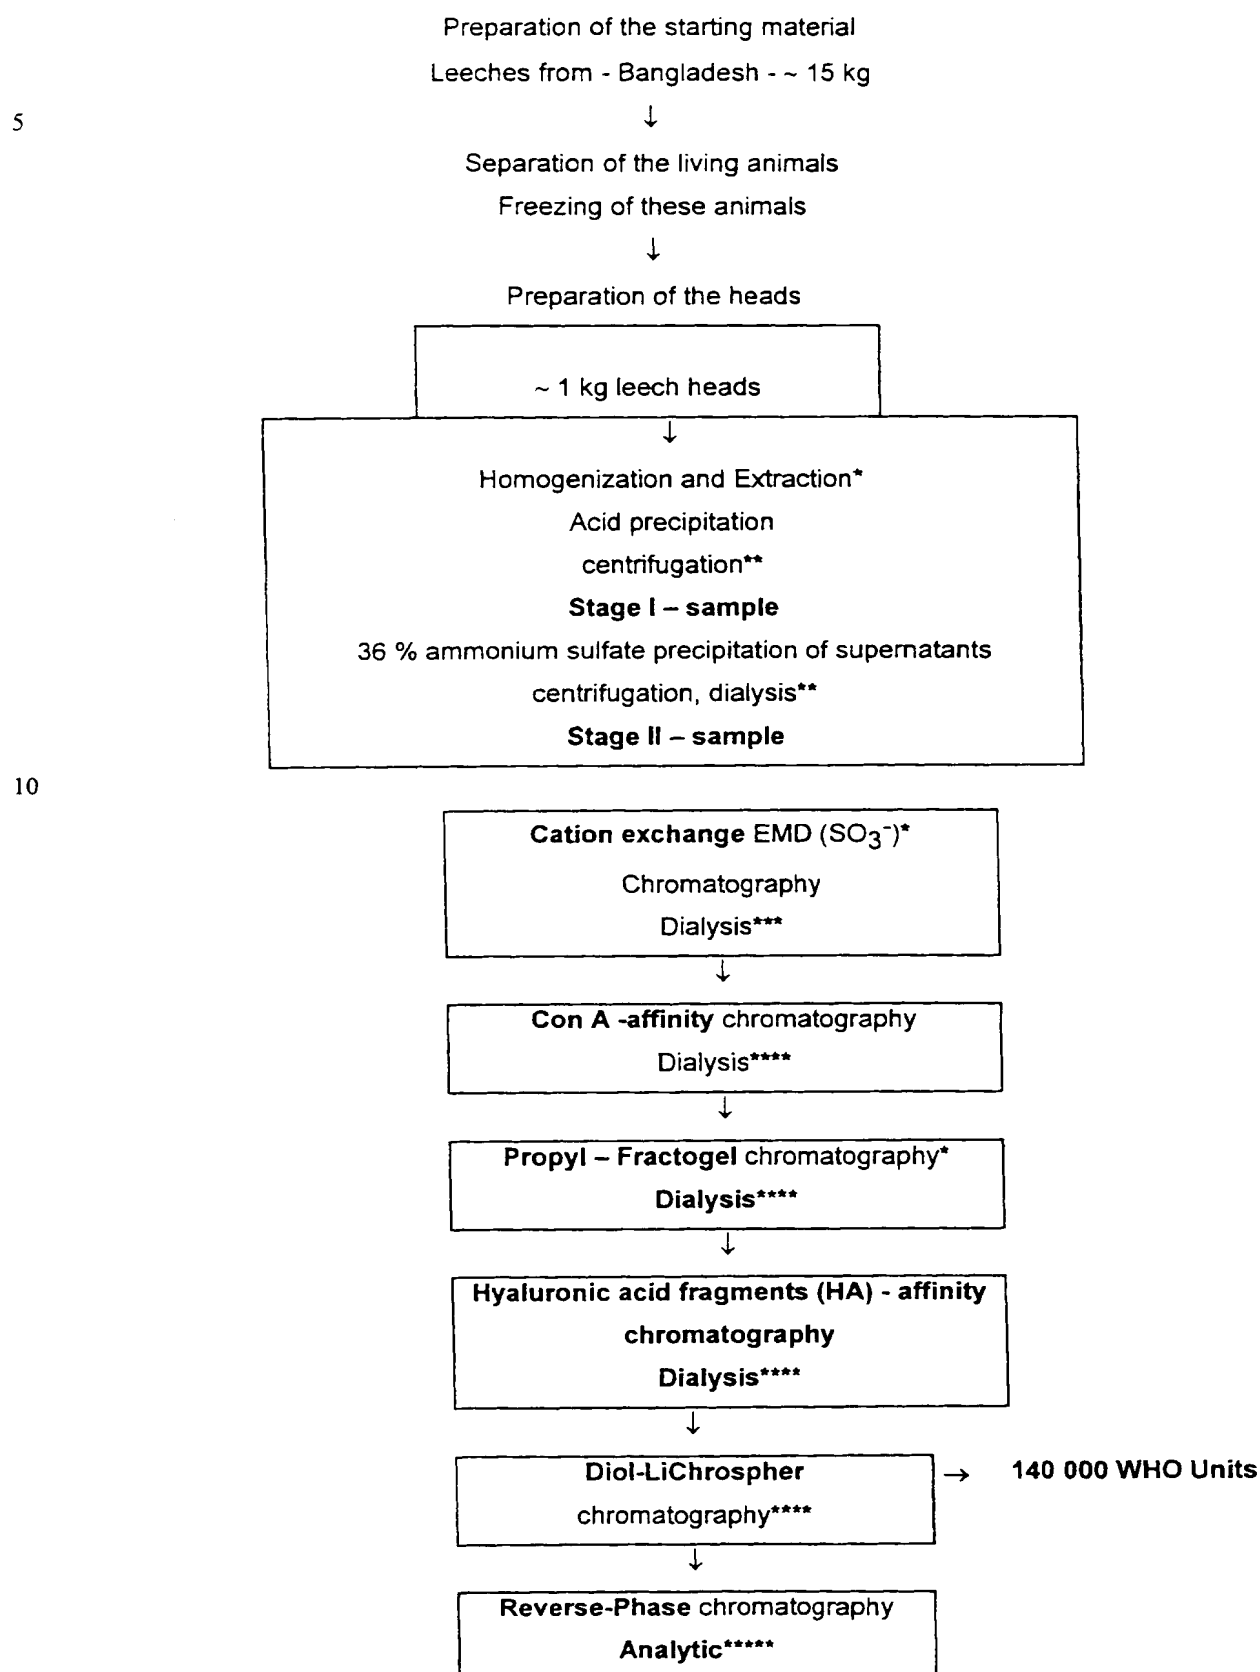 Preparation of the starting material
Leeches from - Bangladesh - ~ 15 kg
5
↓
Separation of the living animals
Freezing of these animals
↓
Preparation of the heads
~ 1 kg leech heads
↓
Homogenization and Extraction*
Acid precipitation
centrifugation**
Stage I – sample
36 % ammonium sulfate precipitation of supernatants
centrifugation, dialysis**
Stage II – sample
10
Cation exchange EMD (SO₃⁻)*
Chromatography
Dialysis***
↓
Con A -affinity chromatography
Dialysis****
↓
Propyl – Fractogel chromatography*
Dialysis****
↓
Hyaluronic acid fragments (HA) - affinity
chromatography
Dialysis****
↓
Diol-LiChrospher → 140 000 WHO Units
chromatography****
↓
Reverse-Phase chromatography
Analytic*****